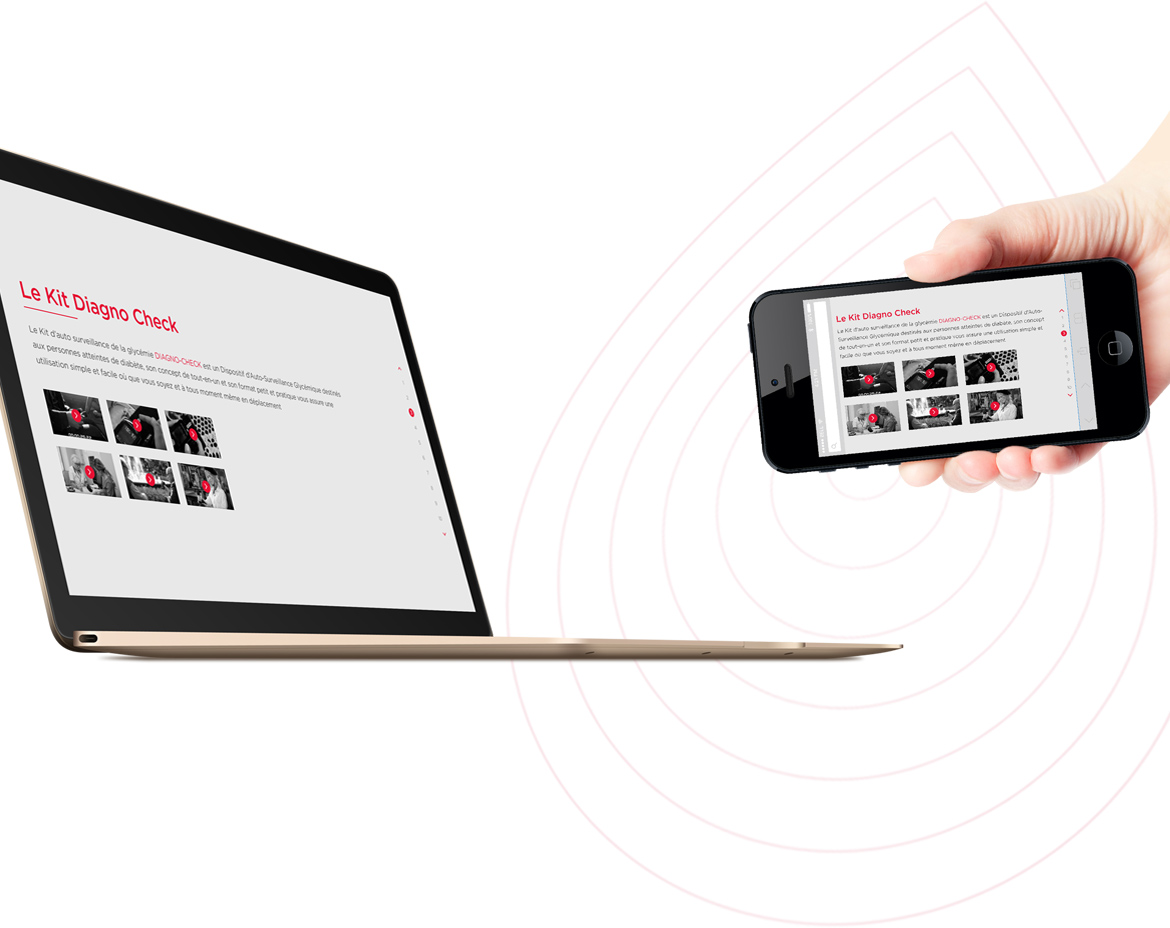 Le Kit Diagno Check
Le Kit d'auto surveillance de la glycémie DIAGNO-CHECK est un Dispositif d'Auto-Surveillance Glycémique destinés
aux personnes atteintes de diabète, son concept de tout-en-un et son format petit et pratique vous assure une
utilisation simple et facile où que vous soyez et à tous moment même en déplacement
Le Kit Diagno Check
Le Kit d'auto surveillance de la glycémie DIAGNO-CHECK est un Dispositif d'Auto-
Surveillance Glycémique destinés aux personnes atteintes de diabète, son concept
de tout-en-un et son format petit et pratique vous assure une utilisation simple et
facile où que vous soyez et à tous moment même en déplacement